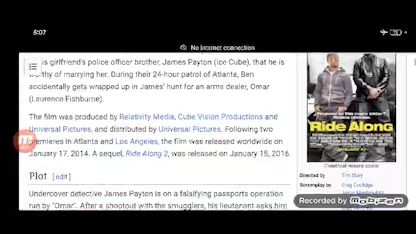 6:07
No internet connection
his girlfriend's police officer brother, James Payton (Ice Cube), that he is
worthy of marrying her. During their 24-hour patrol of Atlanta, Ben
accidentally gets wrapped up in James' hunt for an arms dealer, Omar
(Laurence Fishburne).
The film was produced by Relativity Media, Cube Vision Productions and
Universal Pictures, and distributed by Universal Pictures. Following two
premieres in Atlanta and Los Angeles, the film was released worldwide on
January 17, 2014. A sequel, Ride Along 2, was released on January 15, 2016.
Plot [edit]
Undercover detective James Payton is on a falsifying passports operation
run by "Omar". After a shootout with the smugglers, his lieutenant asks him
Ride Along
Theatrical release poster
Directed by Tim Story
Screenplay by Greg Coolidge
Recorded by
mobizen